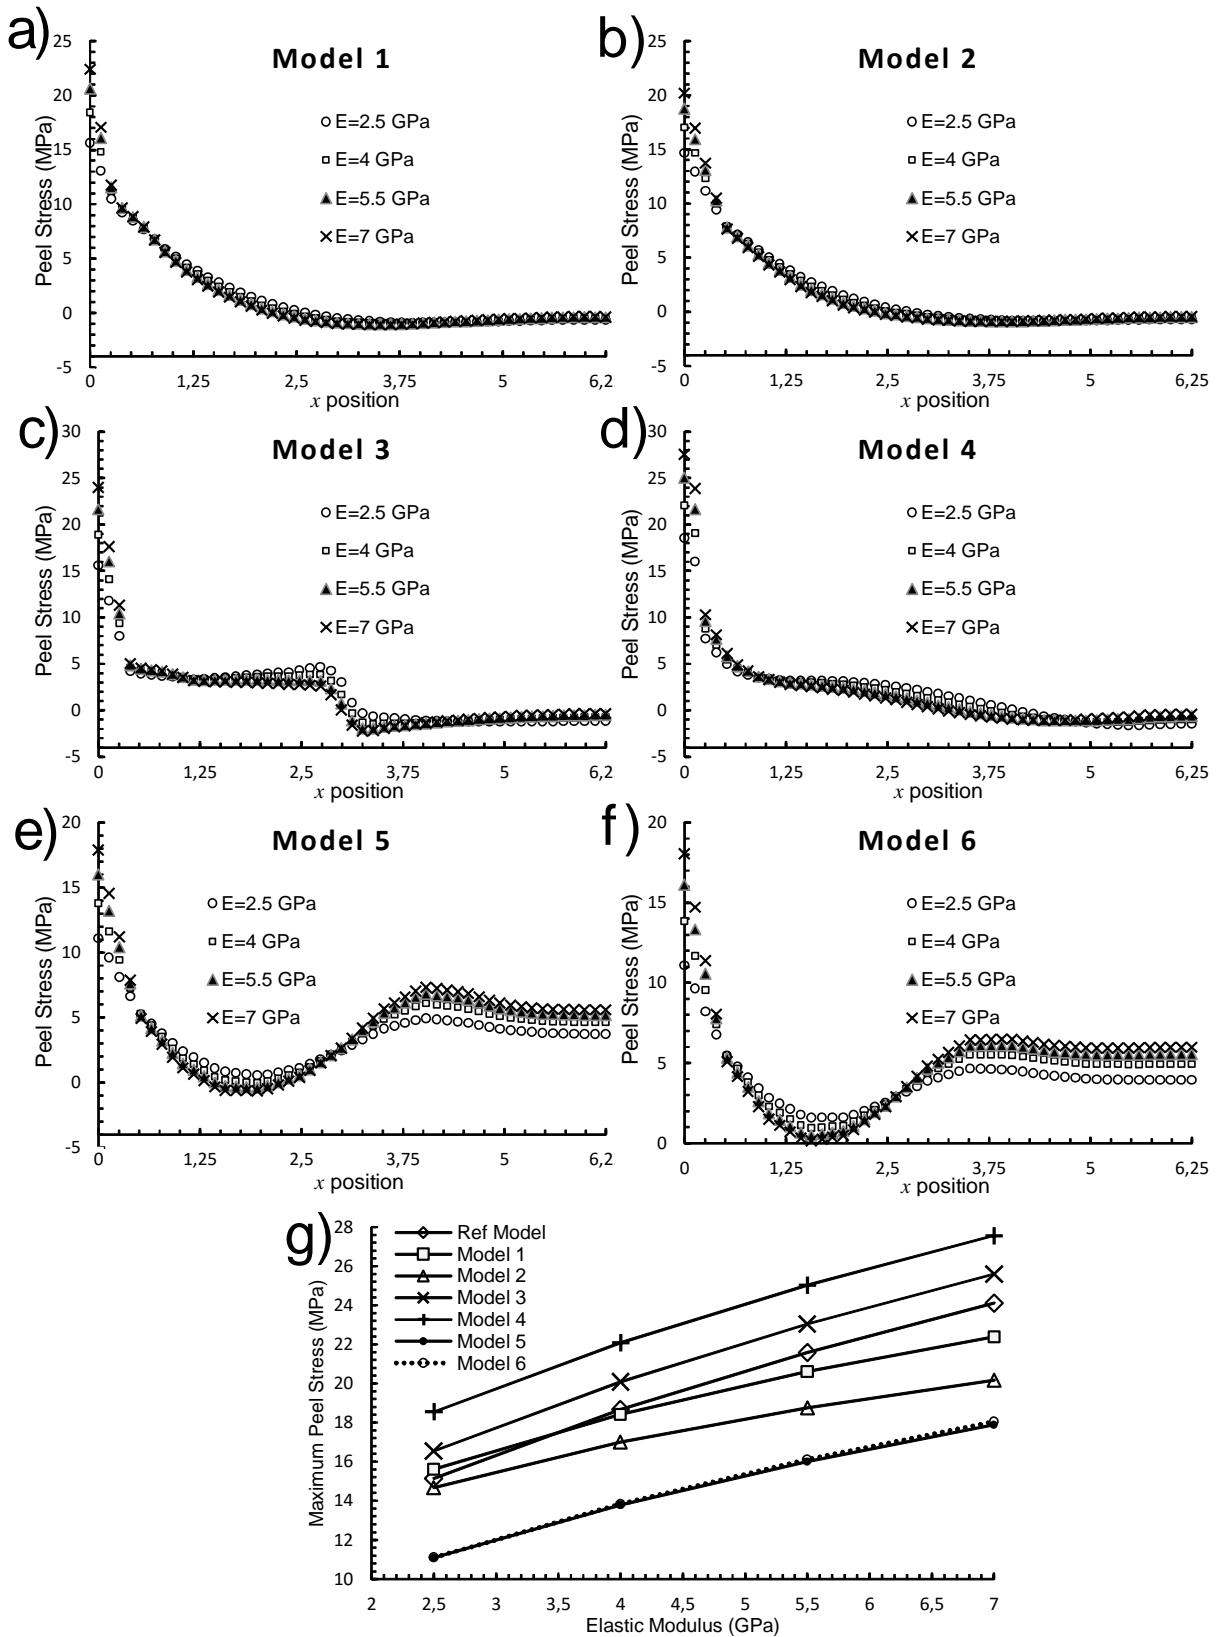 a)
Model 1
25
20
15
10
5
0
-5
Peel Stress (MPa)
E=2.5 GPa
E=4 GPa
E=5.5 GPa
E=7 GPa
0 1,25 2,5 3,75 5 6,2
x position
b)
Model 2
25
20
15
10
5
0
-5
Peel Stress (MPa)
E=2.5 GPa
E=4 GPa
E=5.5 GPa
E=7 GPa
0 1,25 2,5 3,75 5 6,25
x position
c)
Model 3
30
25
20
15
10
5
0
-5
Peel Stress (MPa)
E=2.5 GPa
E=4 GPa
E=5.5 GPa
E=7 GPa
0 1,25 2,5 3,75 5 6,2
x position
d)
Model 4
30
25
20
15
10
5
0
-5
Peel Stress (MPa)
E=2.5 GPa
E=4 GPa
E=5.5 GPa
E=7 GPa
0 1,25 2,5 3,75 5 6,25
x position
e)
Model 5
20
15
10
5
0
-5
Peel Stress (MPa)
E=2.5 GPa
E=4 GPa
E=5.5 GPa
E=7 GPa
0 1,25 2,5 3,75 5 6,2
x position
f)
Model 6
20
15
10
5
0
Peel Stress (MPa)
E=2.5 GPa
E=4 GPa
E=5.5 GPa
E=7 GPa
0 1,25 2,5 3,75 5 6,25
x position
g)
28
26
24
22
20
18
16
14
12
10
Maximum Peel Stress (MPa)
Ref Model
Model 1
Model 2
Model 3
Model 4
Model 5
Model 6
2 2,5 3 3,5 4 4,5 5 5,5 6 6,5 7
Elastic Modulus (GPa)